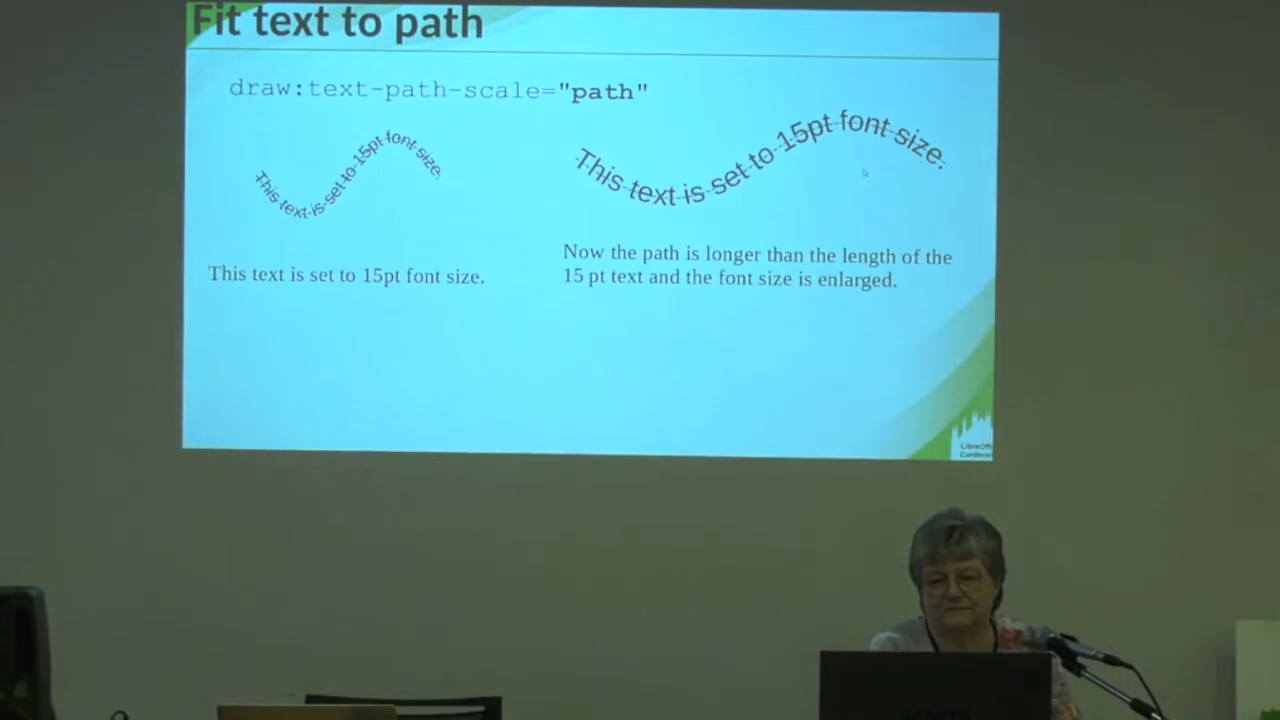 Fit text to path
draw:text-path-scale="path"
This text is set to 15pt font size.
This text is set to 15pt font size.
This text is set to 15pt font size.
Now the path is longer than the length of the
15 pt text and the font size is enlarged.